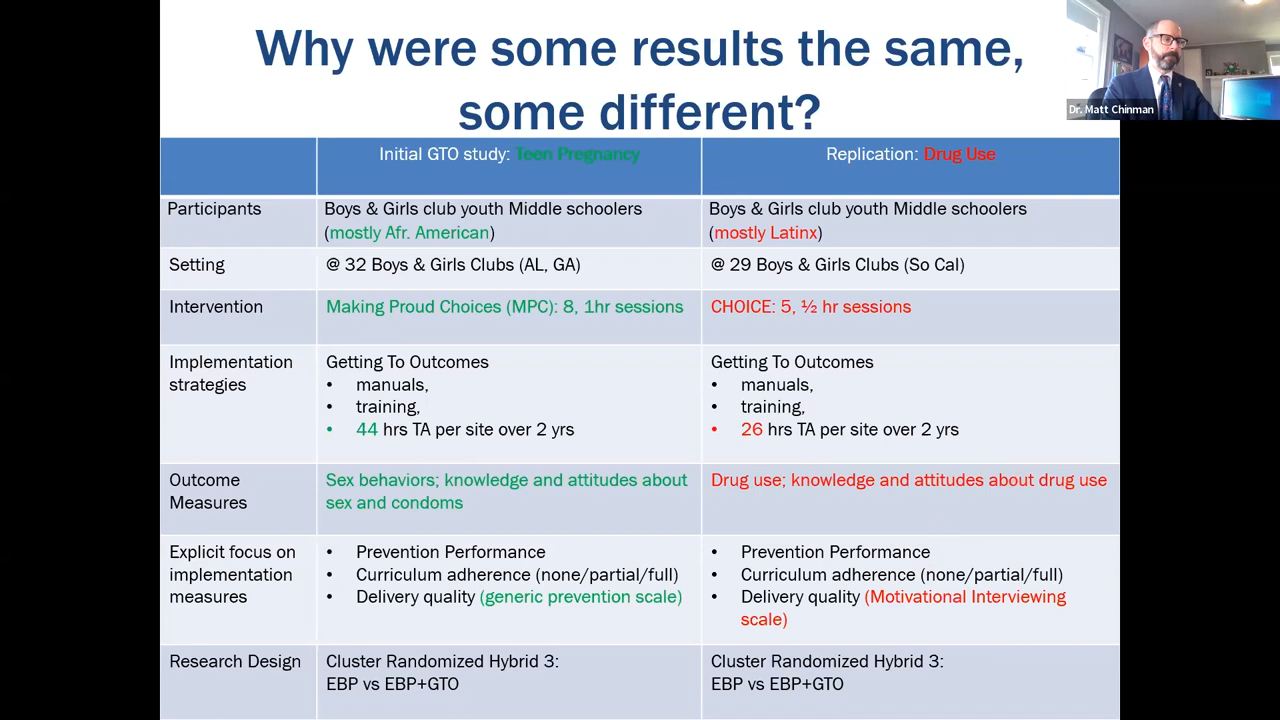 Why were some results the same,
some different?
Dr. Matt Chinman
Initial GTO study: Teen Pregnancy
Replication: Drug Use
Participants
Boys & Girls club youth Middle schoolers
(mostly Afr. American)
Boys & Girls club youth Middle schoolers
(mostly Latinx)
Setting
@ 32 Boys & Girls Clubs (AL, GA)
@ 29 Boys & Girls Clubs (So Cal)
Intervention
Making Proud Choices (MPC): 8, 1hr sessions
CHOICE: 5, ½ hr sessions
Implementation
strategies
Getting To Outcomes
• manuals,
• training,
• 44 hrs TA per site over 2 yrs
Getting To Outcomes
• manuals,
• training,
• 26 hrs TA per site over 2 yrs
Outcome
Measures
Sex behaviors; knowledge and attitudes about
sex and condoms
Drug use; knowledge and attitudes about drug use
Explicit focus on
implementation
measures
• Prevention Performance
• Curriculum adherence (none/partial/full)
• Delivery quality (generic prevention scale)
• Prevention Performance
• Curriculum adherence (none/partial/full)
• Delivery quality (Motivational Interviewing
scale)
Research Design
Cluster Randomized Hybrid 3:
EBP vs EBP+GTO
Cluster Randomized Hybrid 3:
EBP vs EBP+GTO